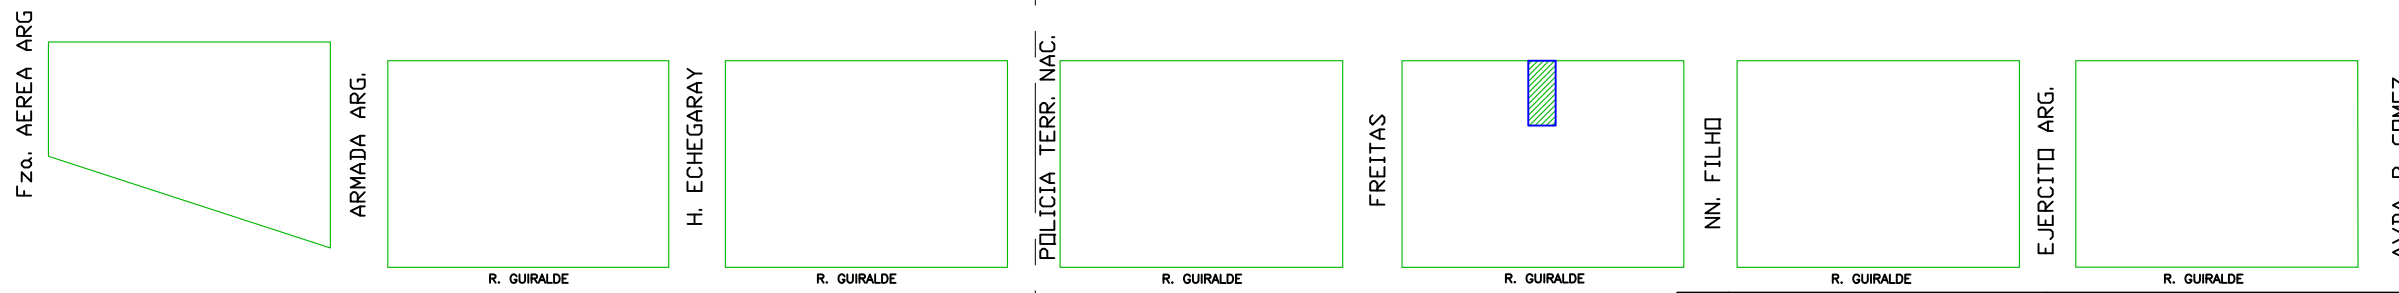 Fza. AEREA ARG
ARMADA ARG.
H. ECHEGARAY
POLICIA TERR. NAC.
FREITAS
NN. FILHO
EJERCITO ARG.
R. GUIRALDE
R. GUIRALDE
R. GUIRALDE
R. GUIRALDE
R. GUIRALDE
R. GUIRALDE